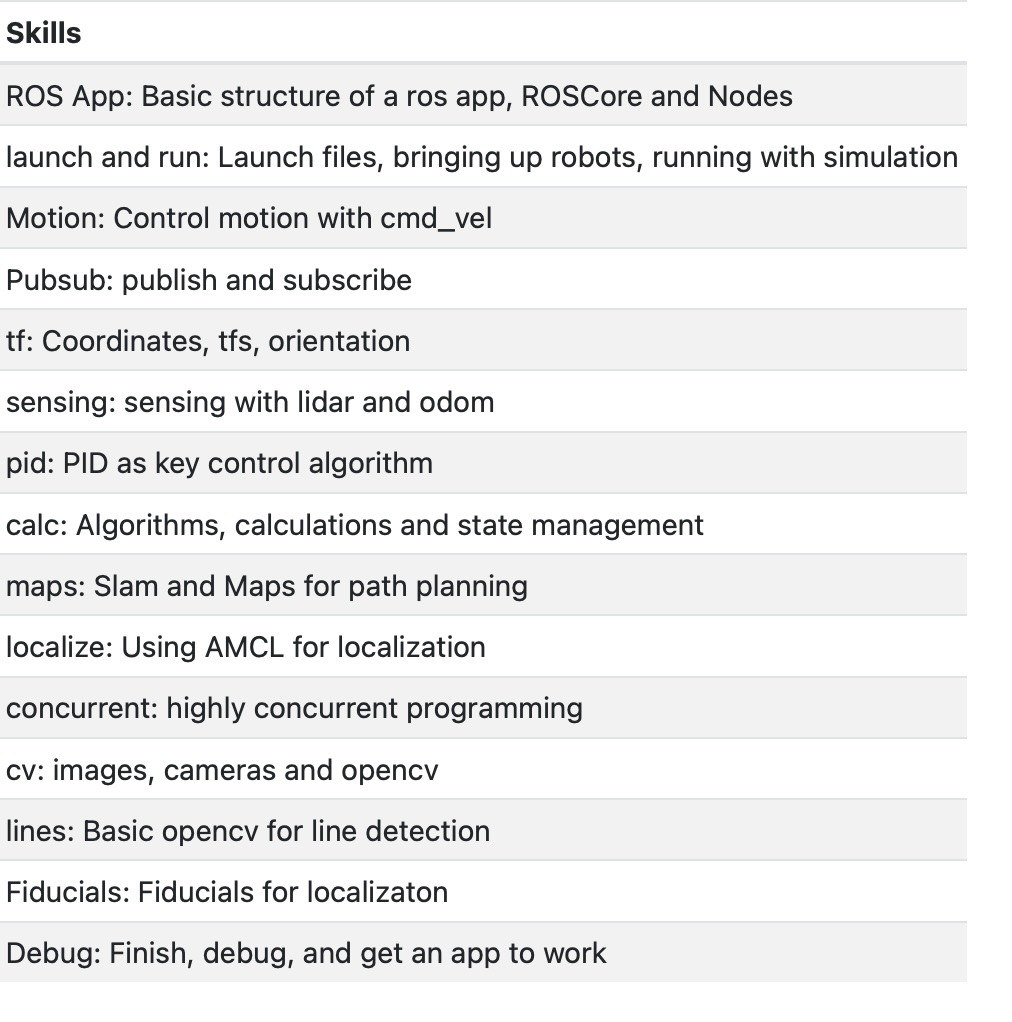 Skills
ROS App: Basic structure of a ros app, ROSCore and Nodes
launch and run: Launch files, bringing up robots, running with simulation
Motion: Control motion with cmd_vel
Pubsub: publish and subscribe
tf: Coordinates, tfs, orientation
sensing: sensing with lidar and odom
pid: PID as key control algorithm
calc: Algorithms, calculations and state management
maps: Slam and Maps for path planning
localize: Using AMCL for localization
concurrent: highly concurrent programming
cv: images, cameras and opencv
lines: Basic opencv for line detection
Fiducials: Fiducials for localizaton
Debug: Finish, debug, and get an app to work